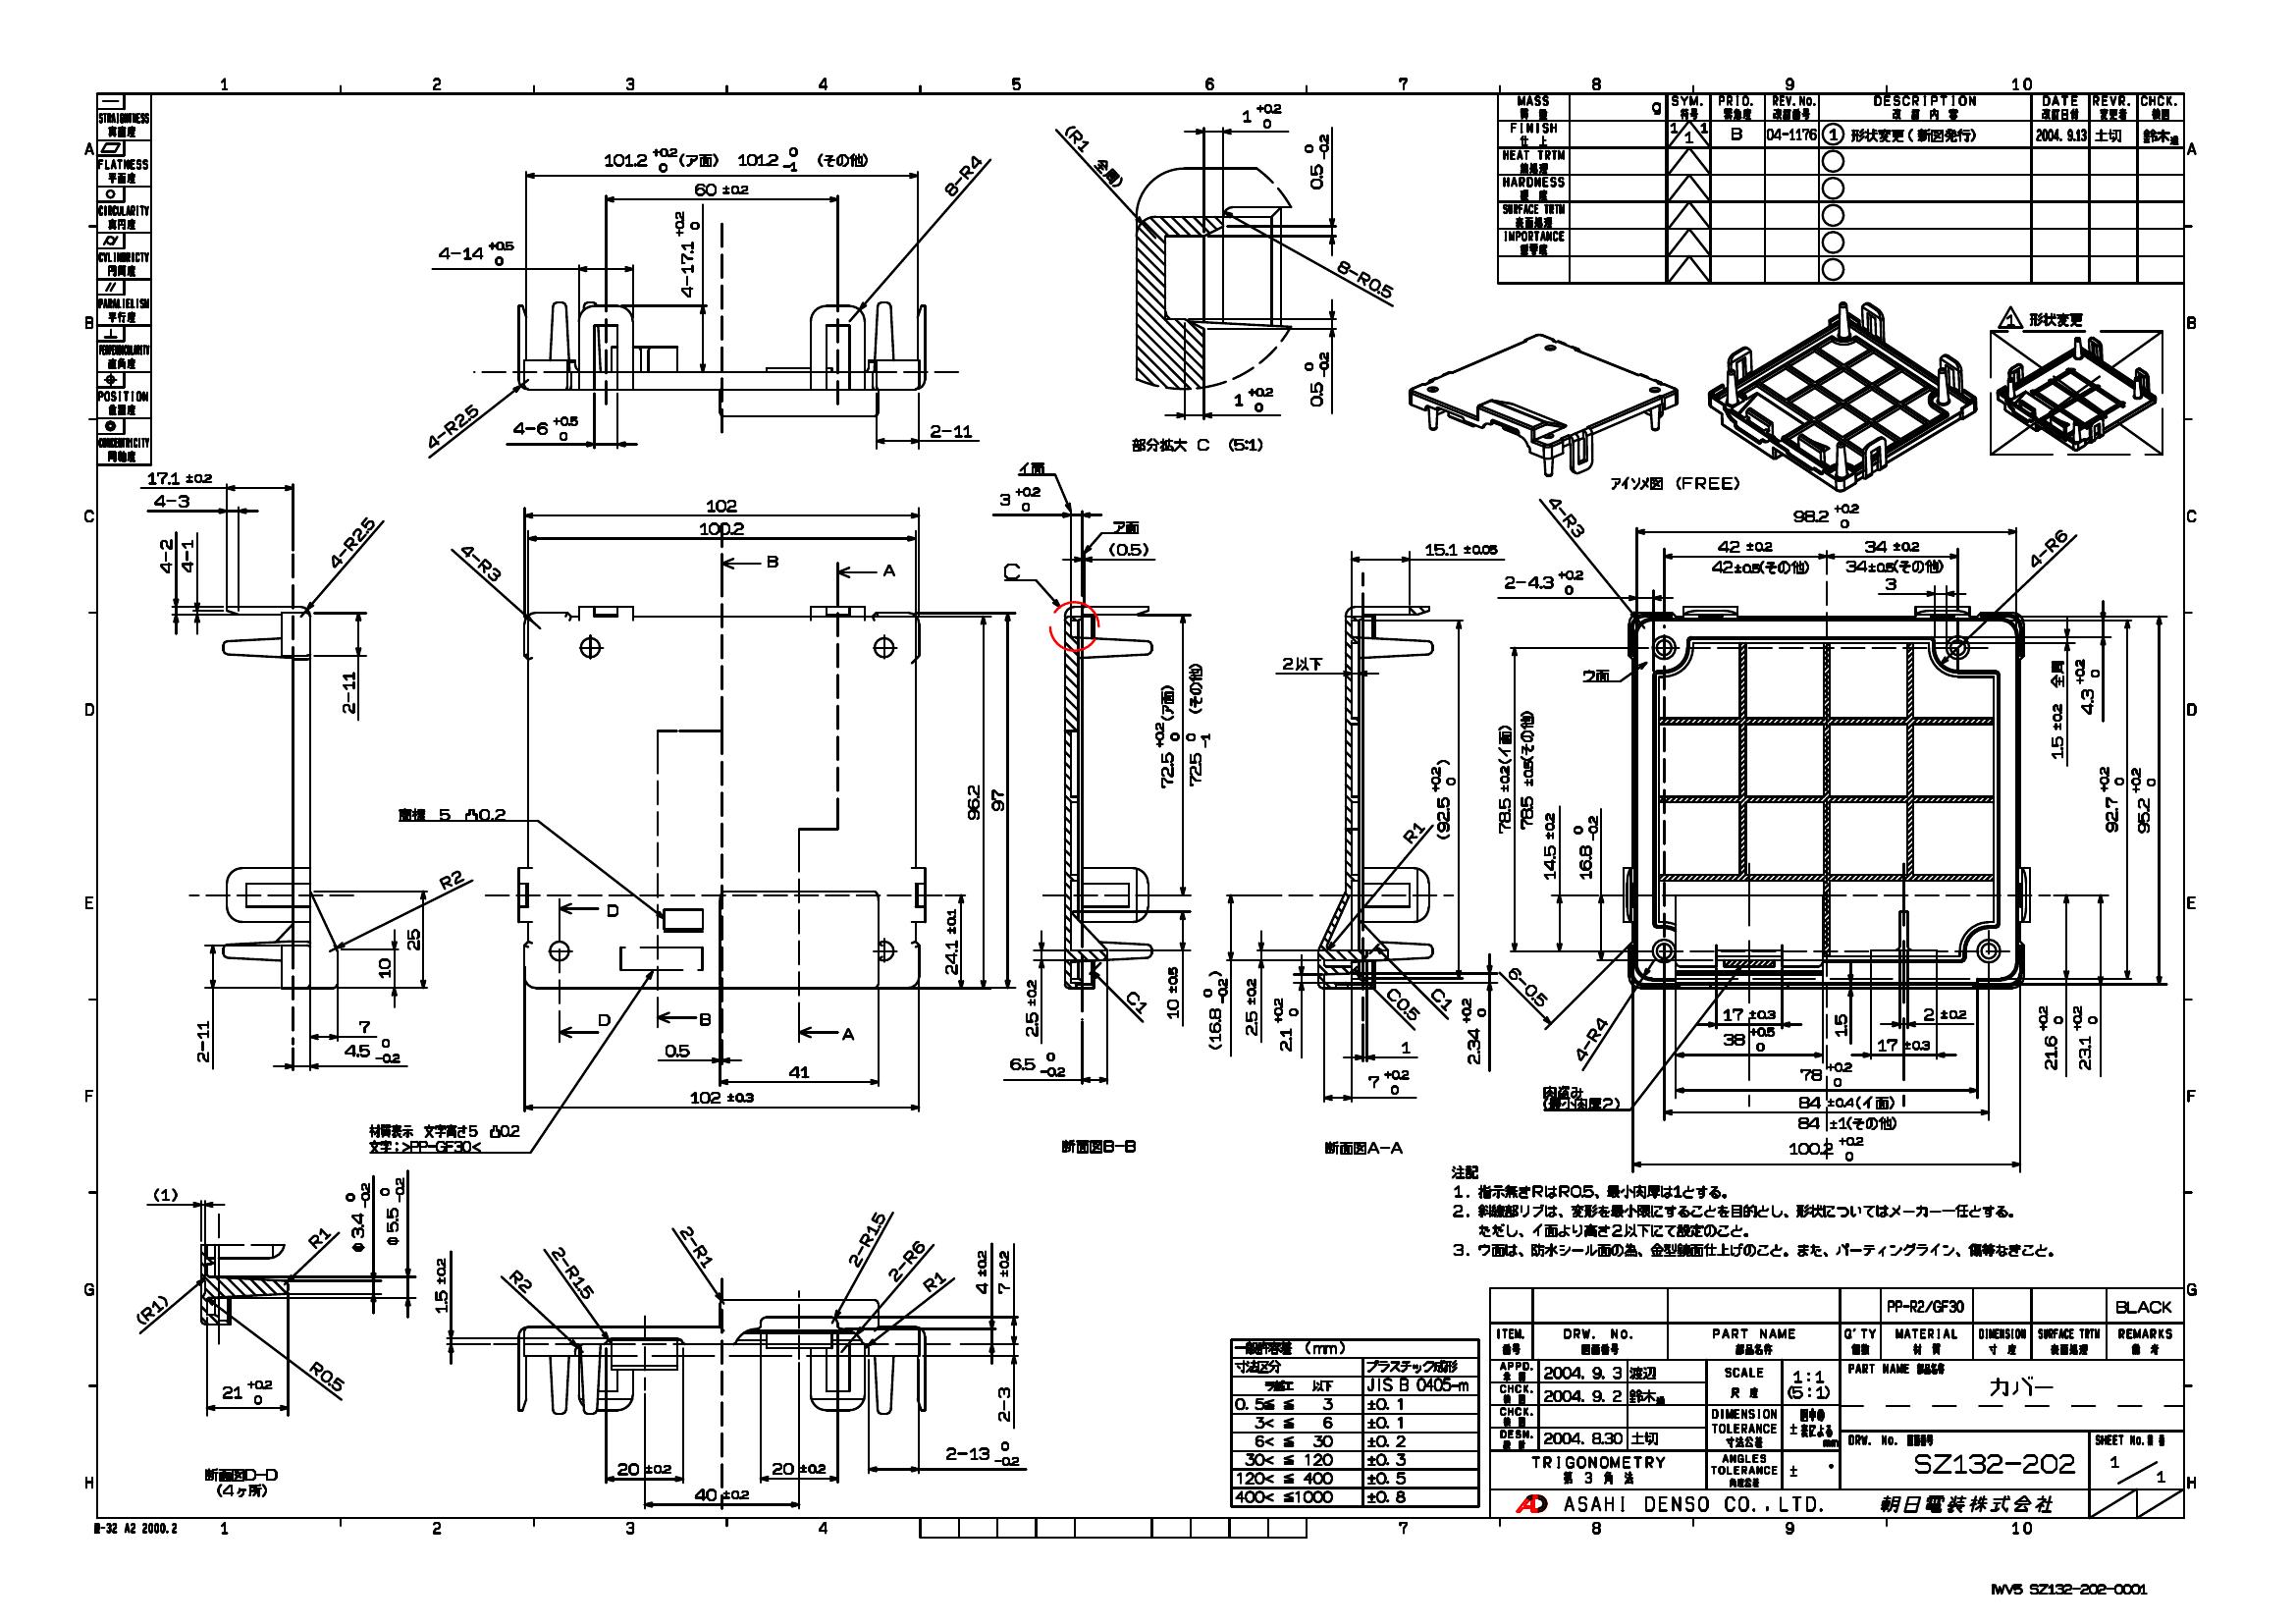 1 2 3 4 5 6 7 8 9 10
STRAIGHTNESS
真直度
FLATNESS
平面度
CIRCULARITY
真円度
CYLINDRICTY
円筒度
PARALIELISM
平行度
PERPENDICULARITY
直角度
POSITION
位置度
CONCENTRICITY
同軸度
A B C D E F G H
MASS g
FINISH
仕上
HEAT TRTM
熱処理
HARDNESS
硬度
SURFACE TRTM
表面処理
IMPORTANCE
重要度
SYM. PRIO. REV.No. DESCRIPTION DATE REVR. CHCK.
符号 緊急度 改訂番号 改訂内容 改訂日付 変更者 検図
1 1 1 B 04-1176 1 形状変更(新図発行) 2004.9.13 土切 鈴木
101.2 +0.2 0 (ア面) 101.2 0 -1 (その他)
60 ±0.2
8-R4
4-14 +0.5 0
4-17.1 +0.2 0
4-R2.5
4-6 +0.5 0
2-11
(R1 全周)
1 +0.2 0
0.5 0 -0.2
8-R0.5
0.5 0 -0.2
1 +0.2 0
部分拡大 C (5:1)
アイソメ図 (FREE)
1 形状変更
17.1 ±0.2
4-3
4-2
4-1
4-R2.5
2-11
R2
25
10
2-11
7
4.5 0 -0.2
102
100.2
4-R3
B
A
96.2
97
商標 5 凸0.2
D
24.1 ±0.1
D
B
A
0.5
41
102 ±0.3
材質表示 文字高さ5 凸0.2
文字:>PP-GF30<
イ面
3 +0.2 0
ア面
(0.5)
C
72.5 +0.2 0 (ア面)
72.5 0 -1 (その他)
2.5 ±0.2
C1
10 ±0.5
6.5 0 -0.2
断面図B-B
15.1 ±0.05
2以下
(92.5 +0.2 0)
R1
(16.8 0 -0.2)
2.5 ±0.2
2.1 +0.2 0
C0.5
C1
2.34 +0.2 0
1
7 +0.2 0
断面図A-A
98.2 +0.2 0
4-R3
42 ±0.2 34 ±0.2
42±0.5(その他) 34±0.5(その他)
4-R6
2-4.3 +0.2 0
3
ウ面
78.5 ±0.2(イ面)
78.5 ±0.5(その他)
14.5 ±0.2
16.8 0 -0.2
1.5 ±0.2 全周
4.3 +0.2 0
92.7 +0.2 0
95.2 +0.2 0
6-0.5
4-R4
17 ±0.3
38 +0.5 0
1.5
2 ±0.2
17 ±0.3
21.6 +0.2 0
23.1 +0.2 0
78 +0.2 0
肉盗み
(最小肉厚2)
84 ±0.4(イ面)
84 ±1(その他)
100.2 +0.2 0
(1)
φ3.4 0 -0.2
φ5.5 0 -0.2
R1
(R1)
R0.5
21 +0.2 0
断面図D-D
(4ヶ所)
1.5 ±0.2
R2
2-R1.5
2-R1
2-R1.5
2-R6
R1
4 ±0.2
7 ±0.2
2-3
2-13 0 -0.2
20 ±0.2
20 ±0.2
40 ±0.2
注記
1. 指示無きRはR0.5、最小肉厚は1とする。
2. 斜線部リブは、変形を最小限にすることを目的とし、形状についてはメーカー一任とする。
ただし、イ面より高さ2以下にて設定のこと。
3. ウ面は、防水シール面の為、金型鏡面仕上げのこと。また、パーティングライン、傷等なきこと。
一般許容差 (mm)
寸法区分 プラスチック成形
以下 JIS B 0405-m
0.5≦ ≦ 3 ±0.1
3< ≦ 6 ±0.1
6< ≦ 30 ±0.2
30< ≦ 120 ±0.3
120< ≦ 400 ±0.5
400< ≦1000 ±0.8
PP-R2/GF30 BLACK
ITEM. DRW. No. PART NAME Q'TY MATERIAL DIMENSION SURFACE TRTM REMARKS
番号 図面番号 部品名称 個数 材質 寸度 表面処理 備考
APPD. 2004. 9. 3 渡辺
CHCK. 2004. 9. 2 鈴木
CHCK.
DESN. 2004. 8.30 土切
SCALE
尺度
1:1
(5:1)
DIMENSION
TOLERANCE
寸法公差
± 図中の表による mm
ANGLES
TOLERANCE
角度公差
± °
TRIGONOMETRY
第3角法
PART NAME 部品名称
カバー
DRW. No. 図面番号
SZ132-202
SHEET No.
1/1
AD ASAHI DENSO CO.,LTD. 朝日電装株式会社
R-32 A2 2000.2
1 2 3 4 7 8 9 10
IWV5 SZ132-202-0001